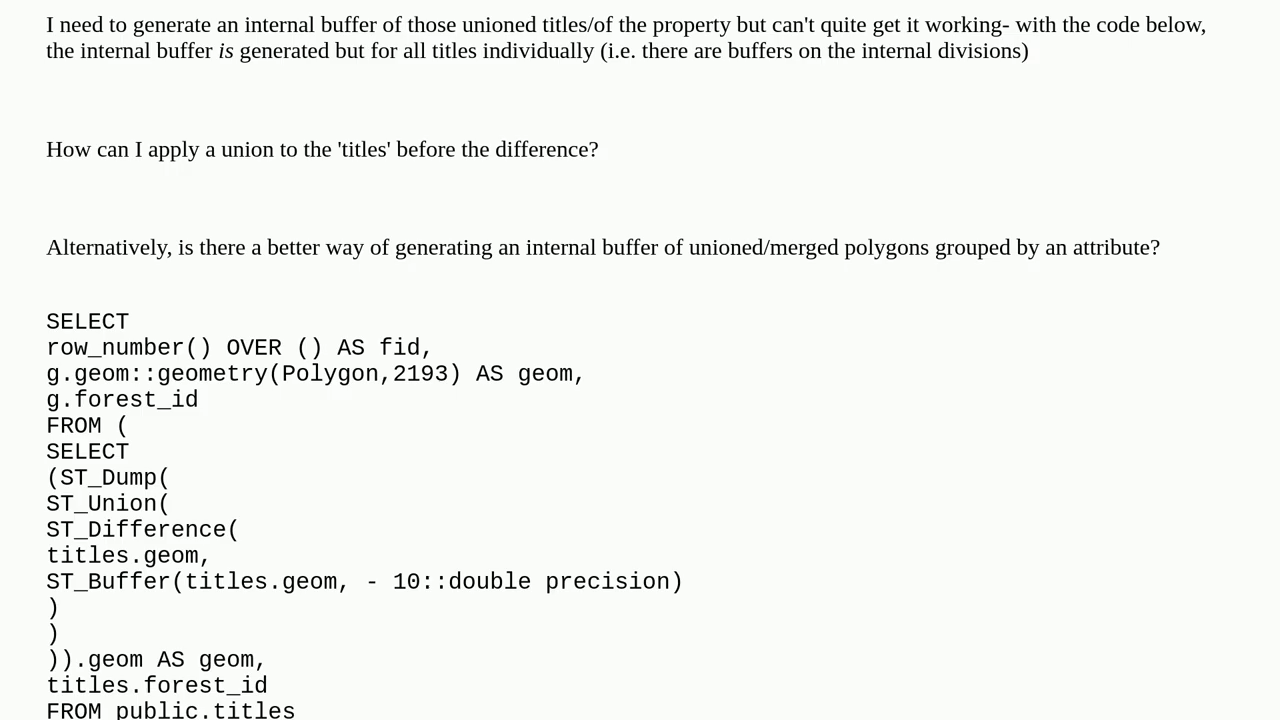 I need to generate an internal buffer of those unioned titles/of the property but can't quite get it working- with the code below,
the internal buffer is generated but for all titles individually (i.e. there are buffers on the internal divisions)
How can I apply a union to the 'titles' before the difference?
Alternatively, is there a better way of generating an internal buffer of unioned/merged polygons grouped by an attribute?
SELECT
row_number() OVER () AS fid,
g.geom::geometry(Polygon,2193) AS geom,
g.forest_id
FROM (
SELECT
(ST_Dump(
ST_Union(
ST_Difference(
titles.geom,
ST_Buffer(titles.geom, - 10::double precision)
)
)
)).geom AS geom,
titles.forest_id
FROM public.titles